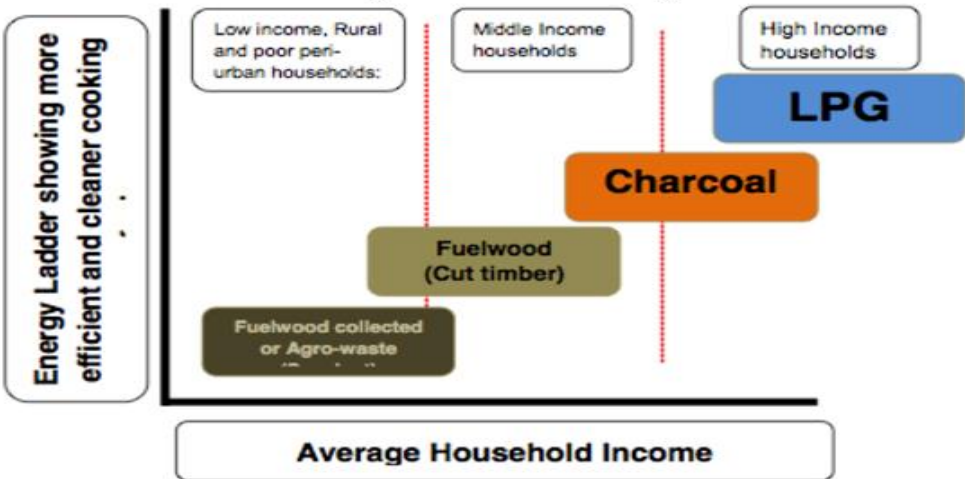 Energy Ladder showing more
efficient and cleaner cooking
Low income, Rural
and poor peri-
urban households:
Middle Income
households
High Income
households
LPG
Charcoal
Fuelwood
(Cut timber)
Fuelwood collected
or Agro-waste
Average Household Income